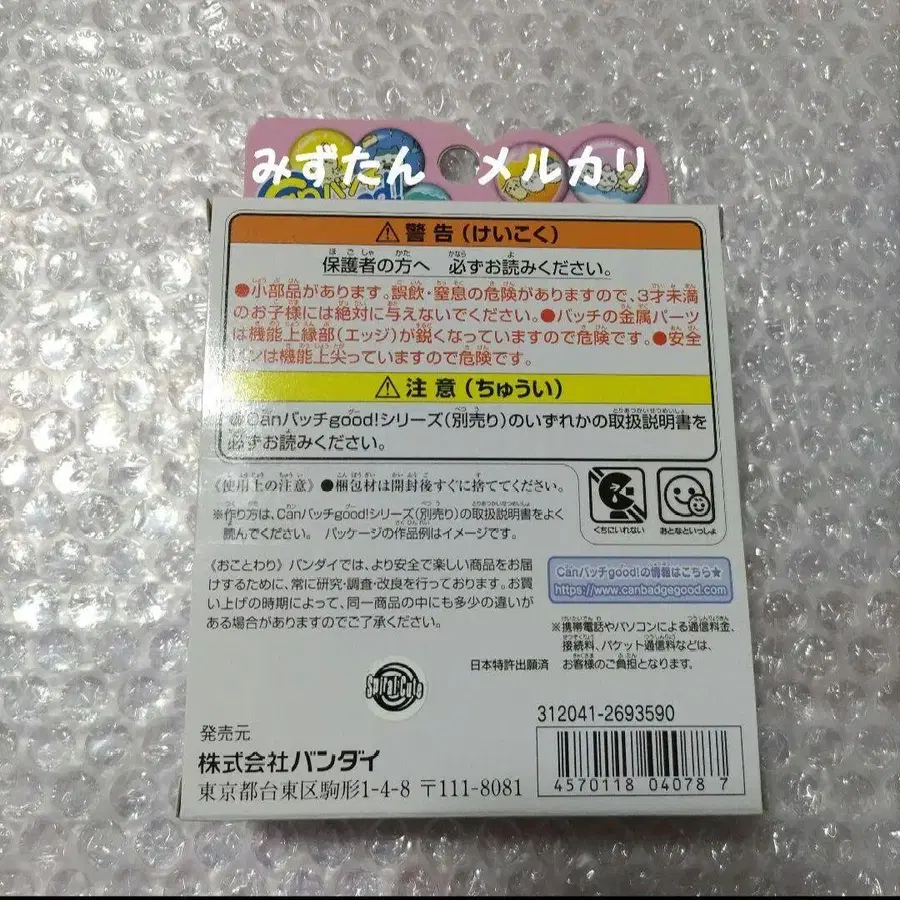 みずたん メルカリ
⚠警告(けいこく)
保護者の方へ 必ずお読みください。
●小部品があります。誤飲・窒息の危険がありますので、3才未満
のお子様には絶対に与えないでください。●バッチの金属パーツ
は機能上縁部(エッジ)が鋭くなっていますので危険です。●安全
ピンは機能上尖っていますので危険です。
⚠注意(ちゅうい)
●Canバッチgood!シリーズ(別売り)のいずれかの取扱説明書を
必ずお読みください。
《使用上の注意》●梱包材は開封後すぐに捨ててください。
※作り方は、Canバッチgood!シリーズ(別売り)の取扱説明書をよく
読んでください。 パッケージの作品例はイメージです。
くちにいれない
おとなといっしょ
《おことわり》バンダイでは、より安全で楽しい商品をお届
けするために、常に研究・調査・改良を行っております。お買
い上げの時期によって、同一商品の中にも多少の違いが
ある場合がありますのでご了承ください。
Canバッチgood!の情報はこちら★
https://www.canbadgegood.com
※携帯電話やパソコンによる通信料金、
接続料、パケット通信料などは、
お客様のご負担となります。
日本特許出願済
SpiralCute
発売元
株式会社バンダイ
東京都台東区駒形1-4-8 〒111-8081
312041-2693590
4570118 04078 7